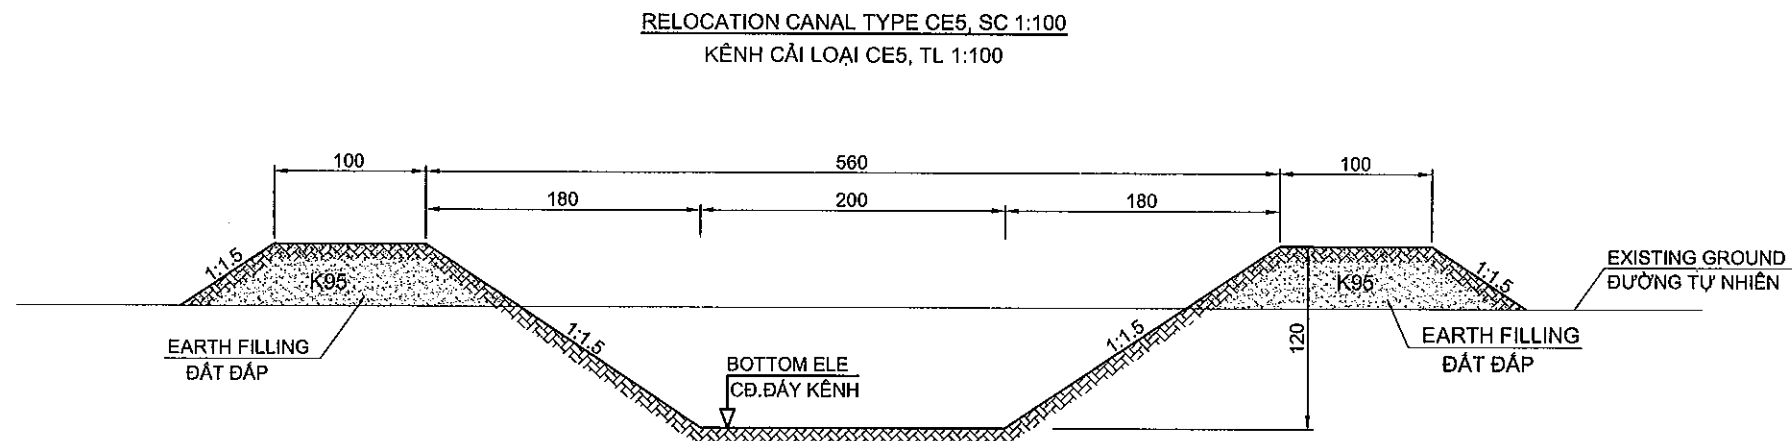 RELOCATION CANAL TYPE CE5, SC 1:100
KÊNH CẢI LOẠI CE5, TL 1:100
100
560
100
180
200
180
1:1.5
K95
1:1.5
EARTH FILLING
ĐẤT ĐẮP
BOTTOM ELE
CĐ.ĐÁY KÊNH
1:1.5
120
K95
1:1.5
EXISTING GROUND
ĐƯỜNG TỰ NHIÊN
EARTH FILLING
ĐẤT ĐẮP